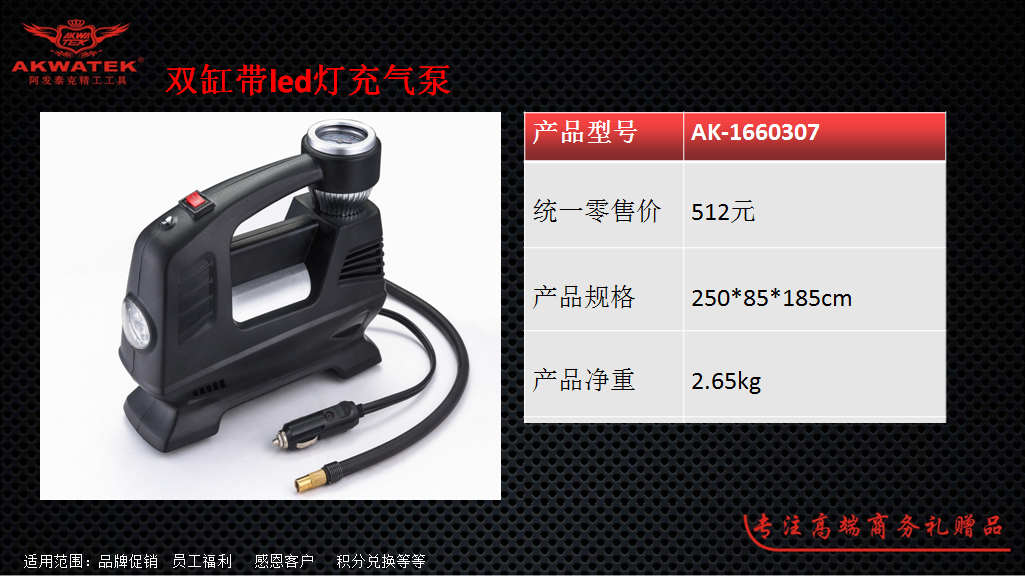 AKWA
TEK
AKWATEK®
阿发泰克精工工具
双缸带led灯充气泵
产品型号 AK-1660307
统一零售价 512元
产品规格 250*85*185cm
产品净重 2.65kg
专注高端商务礼赠品
适用范围：品牌促销 员工福利 感恩客户 积分兑换等等